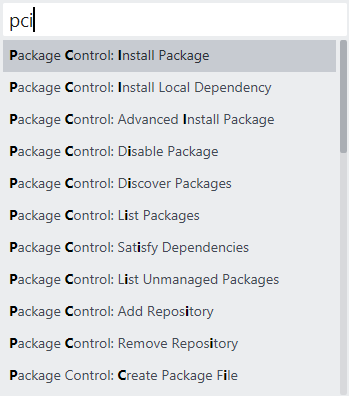 pci
Package Control: Install Package
Package Control: Install Local Dependency
Package Control: Advanced Install Package
Package Control: Disable Package
Package Control: Discover Packages
Package Control: List Packages
Package Control: Satisfy Dependencies
Package Control: List Unmanaged Packages
Package Control: Add Repository
Package Control: Remove Repository
Package Control: Create Package File